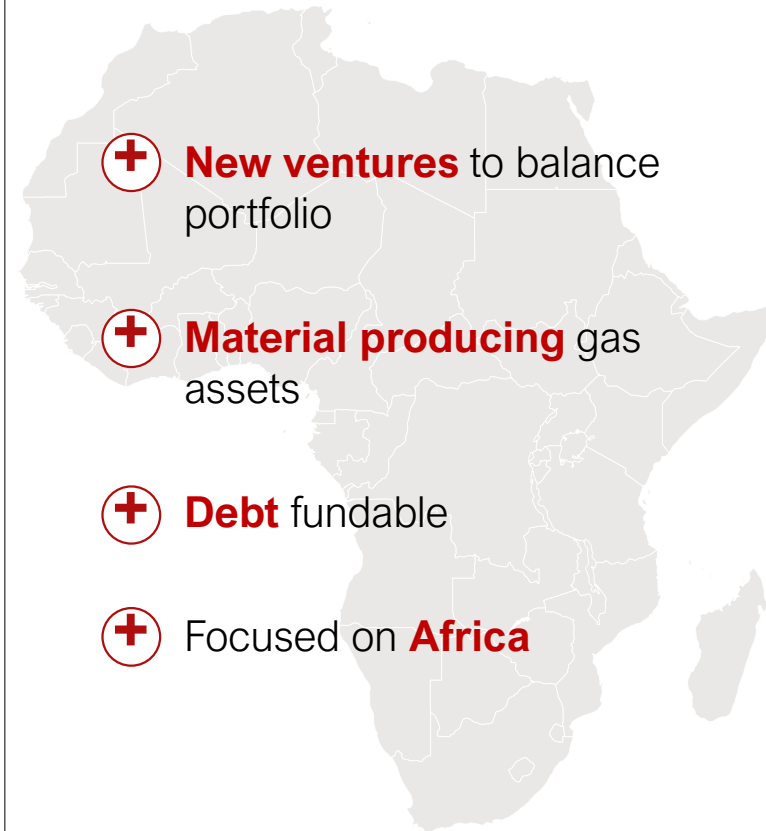 New ventures to balance
portfolio
Material producing gas
assets
Debt fundable
Focused on Africa